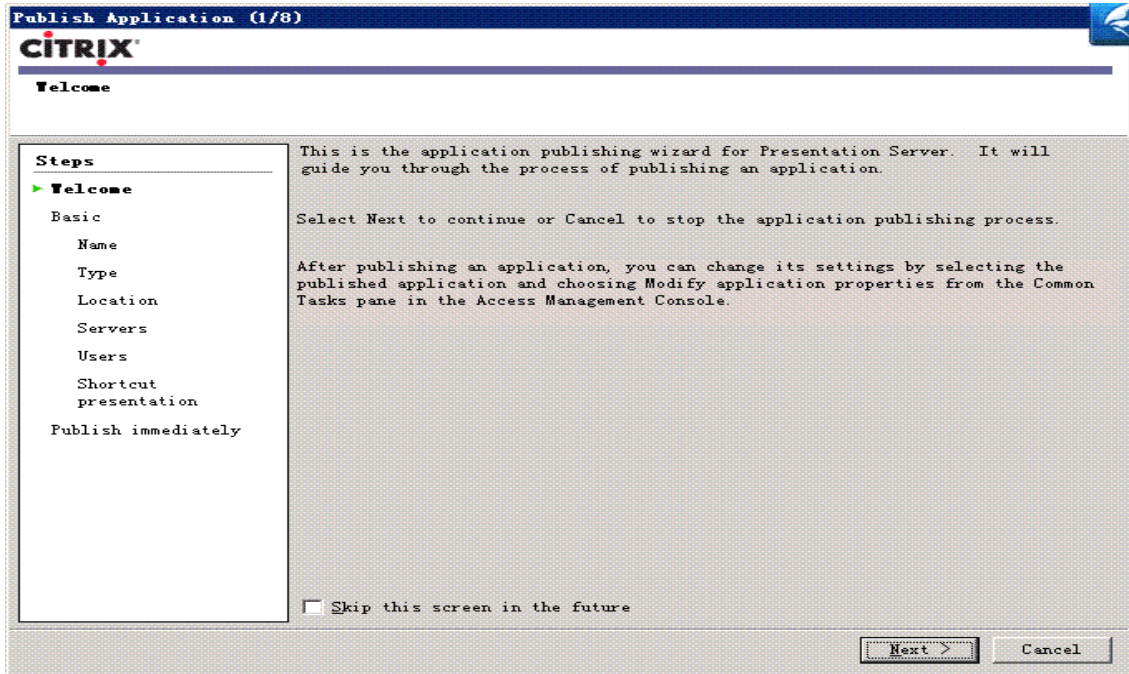 Publish Application (1/8)
CITRIX
Welcome
Steps
Welcome
Basic
Name
Type
Location
Servers
Users
Shortcut
presentation
Publish immediately
This is the application publishing wizard for Presentation Server. It will
guide you through the process of publishing an application.
Select Next to continue or Cancel to stop the application publishing process.
After publishing an application, you can change its settings by selecting the
published application and choosing Modify application properties from the Common
Tasks pane in the Access Management Console.
Skip this screen in the future
Next >
Cancel